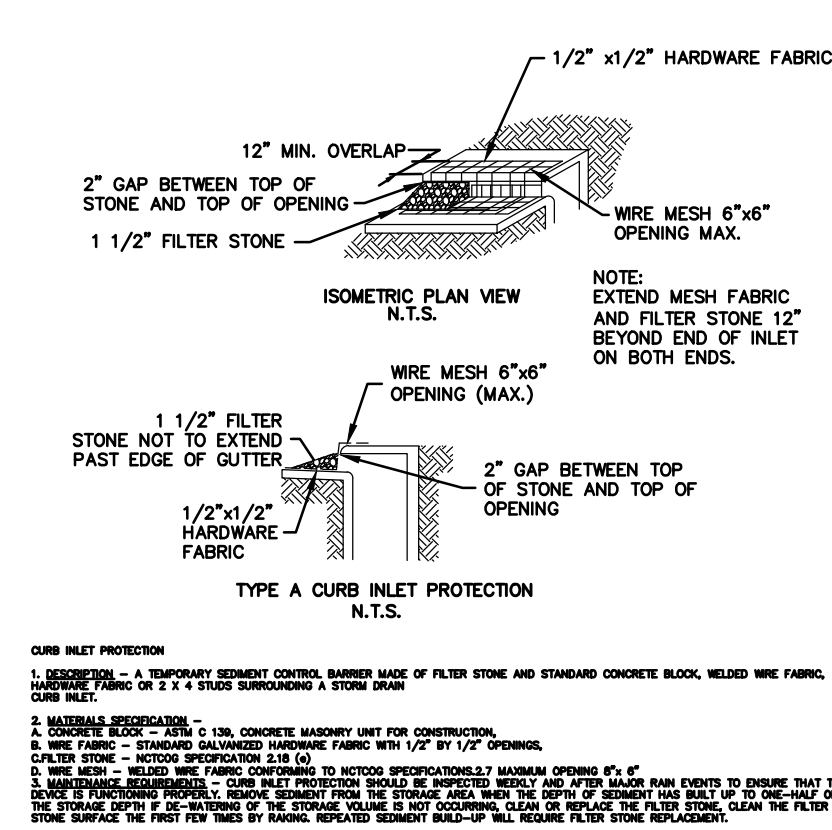 1/2" x1/2" HARDWARE FABRIC
12" MIN. OVERLAP
2" GAP BETWEEN TOP OF
STONE AND TOP OF OPENING
1 1/2" FILTER STONE
WIRE MESH 6"x6"
OPENING MAX.
ISOMETRIC PLAN VIEW
N.T.S.
NOTE:
EXTEND MESH FABRIC
AND FILTER STONE 12"
BEYOND END OF INLET
ON BOTH ENDS.
WIRE MESH 6"x6"
OPENING (MAX.)
1 1/2" FILTER
STONE NOT TO EXTEND
PAST EDGE OF GUTTER
2" GAP BETWEEN TOP
OF STONE AND TOP OF
OPENING
1/2"x1/2"
HARDWARE
FABRIC
TYPE A CURB INLET PROTECTION
N.T.S.
CURB INLET PROTECTION
1. DESCRIPTION – A TEMPORARY SEDIMENT CONTROL BARRIER MADE OF FILTER STONE AND STANDARD CONCRETE BLOCK, WELDED WIRE FABRIC,
HARDWARE FABRIC OR 2 X 4 STUDS SURROUNDING A STORM DRAIN
CURB INLET.
2. MATERIALS SPECIFICATION –
A. CONCRETE BLOCK – ASTM C 139, CONCRETE MASONRY UNIT FOR CONSTRUCTION,
B. WIRE FABRIC – STANDARD GALVANIZED HARDWARE FABRIC WITH 1/2" BY 1/2" OPENINGS,
C.FILTER STONE – NCTCOG SPECIFICATION 2.18 (e)
D. WIRE MESH – WELDED WIRE FABRIC CONFORMING TO NCTCOG SPECIFICATIONS.2.7 MAXIMUM OPENING 6"x 6"
3. MAINTENANCE REQUIREMENTS – CURB INLET PROTECTION SHOULD BE INSPECTED WEEKLY AND AFTER MAJOR RAIN EVENTS TO ENSURE THAT
DEVICE IS FUNCTIONING PROPERLY. REMOVE SEDIMENT FROM THE STORAGE AREA WHEN THE DEPTH OF SEDIMENT HAS BUILT UP TO ONE-HALF
THE STORAGE DEPTH IF DE-WATERING OF THE STORAGE VOLUME IS NOT OCCURRING, CLEAN OR REPLACE THE FILTER STONE, CLEAN THE FILTER
STONE SURFACE THE FIRST FEW TIMES BY RAKING. REPEATED SEDIMENT BUILD-UP WILL REQUIRE FILTER STONE REPLACEMENT.